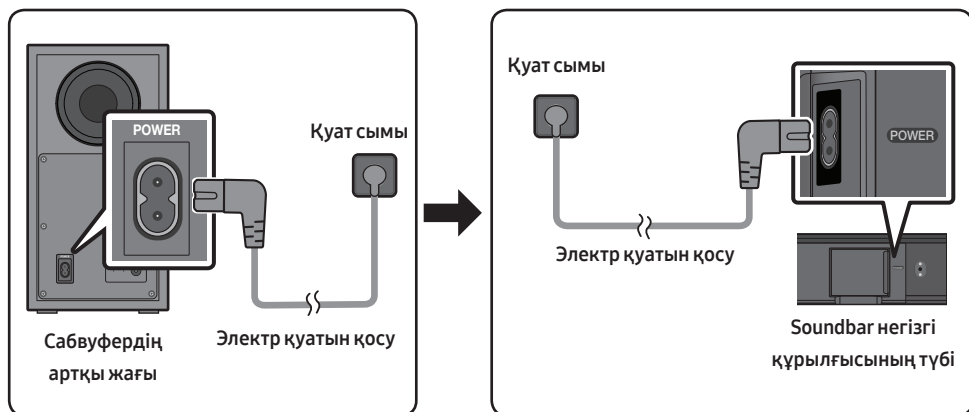 POWER
Қуат сымы
Электр қуатын қосу
Сабвуфердің
артқы жағы
Қуат сымы
POWER
Электр қуатын қосу
Soundbar негізгі
құрылғысының түбі